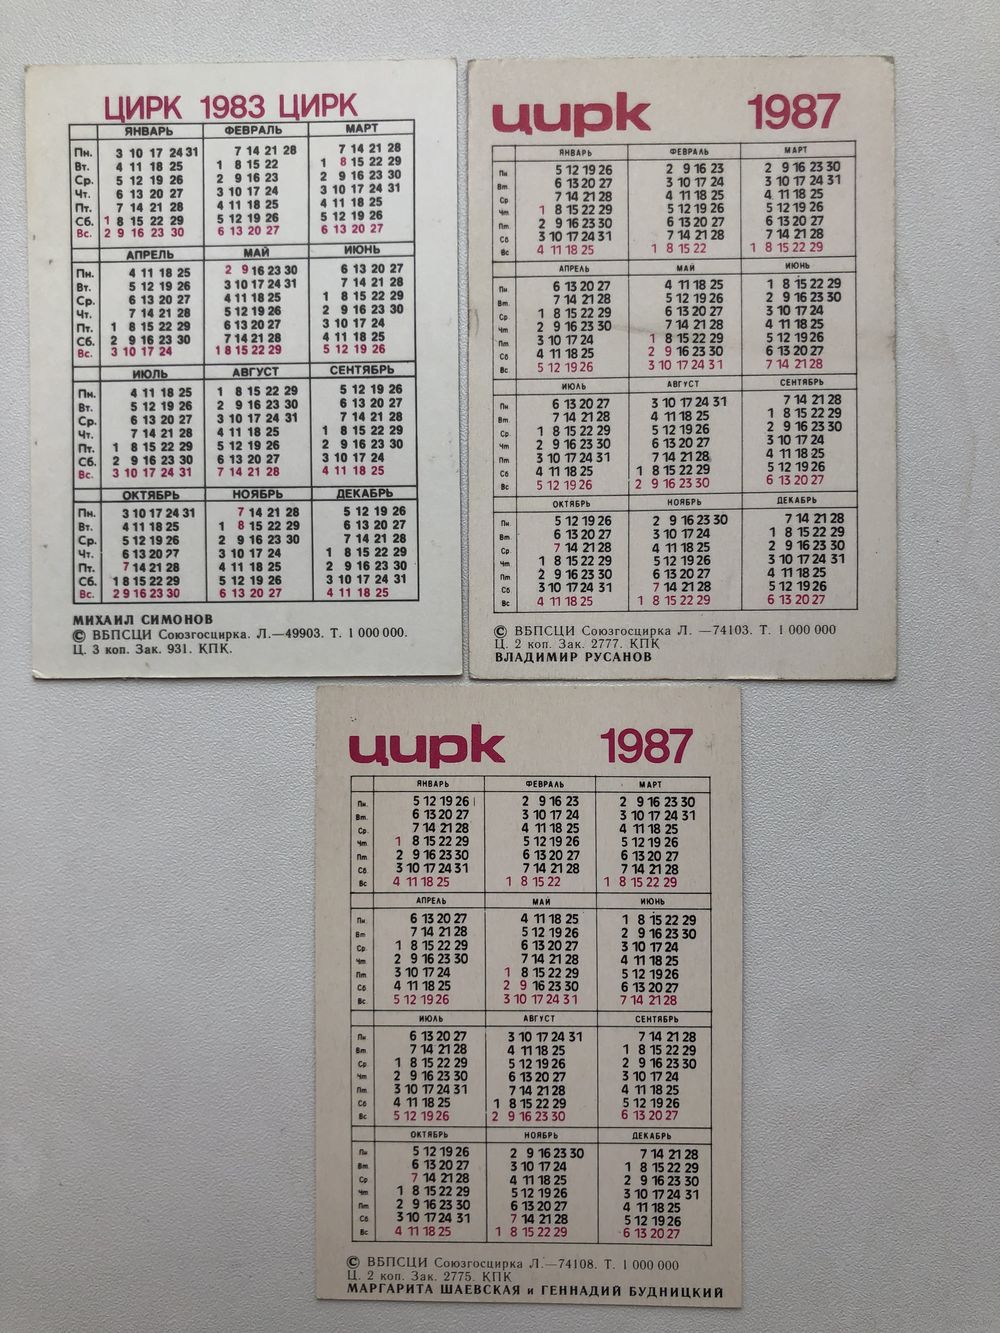 ЦИРК 1983 ЦИРК
ЯНВАРЬ ФЕВРАЛЬ МАРТ
Пн. 3 10 17 24 31 7 14 21 28 7 14 21 28
Вт. 4 11 18 25 1 8 15 22 1 8 15 22 29
Ср. 5 12 19 26 2 9 16 23 2 9 16 23 30
Чт. 6 13 20 27 3 10 17 24 3 10 17 24 31
Пт. 7 14 21 28 4 11 18 25 4 11 18 25
Сб. 1 8 15 22 29 5 12 19 26 5 12 19 26
Вс. 2 9 16 23 30 6 13 20 27 6 13 20 27
АПРЕЛЬ МАЙ ИЮНЬ
Пн. 4 11 18 25 2 9 16 23 30 6 13 20 27
Вт. 5 12 19 26 3 10 17 24 31 7 14 21 28
Ср. 6 13 20 27 4 11 18 25 1 8 15 22 29
Чт. 7 14 21 28 5 12 19 26 2 9 16 23 30
Пт. 1 8 15 22 29 6 13 20 27 3 10 17 24
Сб. 2 9 16 23 30 7 14 21 28 4 11 18 25
Вс. 3 10 17 24 1 8 15 22 29 5 12 19 26
ИЮЛЬ АВГУСТ СЕНТЯБРЬ
Пн. 4 11 18 25 1 8 15 22 29 5 12 19 26
Вт. 5 12 19 26 2 9 16 23 30 6 13 20 27
Ср. 6 13 20 27 3 10 17 24 31 7 14 21 28
Чт. 7 14 21 28 4 11 18 25 1 8 15 22 29
Пт. 1 8 15 22 29 5 12 19 26 2 9 16 23 30
Сб. 2 9 16 23 30 6 13 20 27 3 10 17 24
Вс. 3 10 17 24 31 7 14 21 28 4 11 18 25
ОКТЯБРЬ НОЯБРЬ ДЕКАБРЬ
Пн. 3 10 17 24 31 7 14 21 28 5 12 19 26
Вт. 4 11 18 25 1 8 15 22 29 6 13 20 27
Ср. 5 12 19 26 2 9 16 23 30 7 14 21 28
Чт. 6 13 20 27 3 10 17 24 1 8 15 22 29
Пт. 7 14 21 28 4 11 18 25 2 9 16 23 30
Сб. 1 8 15 22 29 5 12 19 26 3 10 17 24 31
Вс. 2 9 16 23 30 6 13 20 27 4 11 18 25
МИХАИЛ СИМОНОВ
© ВБПСЦИ Союзгосцирка. Л.—49903. Т. 1 000 000.
Ц. 3 коп. Зак. 931. КПК.
цирк 1987
ЯНВАРЬ ФЕВРАЛЬ МАРТ
Пн 5 12 19 26 2 9 16 23 2 9 16 23 30
Вт. 6 13 20 27 3 10 17 24 3 10 17 24 31
Ср 7 14 21 28 4 11 18 25 4 11 18 25
Чт 1 8 15 22 29 5 12 19 26 5 12 19 26
Пт. 2 9 16 23 30 6 13 20 27 6 13 20 27
Сб 3 10 17 24 31 7 14 21 28 7 14 21 28
Вс 4 11 18 25 1 8 15 22 1 8 15 22 29
АПРЕЛЬ МАЙ ИЮНЬ
Пн. 6 13 20 27 4 11 18 25 1 8 15 22 29
Вт. 7 14 21 28 5 12 19 26 2 9 16 23 30
Ср. 1 8 15 22 29 6 13 20 27 3 10 17 24
Чт 2 9 16 23 30 7 14 21 28 4 11 18 25
Пт. 3 10 17 24 1 8 15 22 29 5 12 19 26
Сб 4 11 18 25 2 9 16 23 30 6 13 20 27
Вс 5 12 19 26 3 10 17 24 31 7 14 21 28
ИЮЛЬ АВГУСТ СЕНТЯБРЬ
Пн 6 13 20 27 3 10 17 24 31 7 14 21 28
Вт. 7 14 21 28 4 11 18 25 1 8 15 22 29
Ср. 1 8 15 22 29 5 12 19 26 2 9 16 23 30
Чт 2 9 16 23 30 6 13 20 27 3 10 17 24
Пт 3 10 17 24 31 7 14 21 28 4 11 18 25
Сб 4 11 18 25 1 8 15 22 29 5 12 19 26
Вс 5 12 19 26 2 9 16 23 30 6 13 20 27
ОКТЯБРЬ НОЯБРЬ ДЕКАБРЬ
Пн. 5 12 19 26 2 9 16 23 30 7 14 21 28
Вт. 6 13 20 27 3 10 17 24 1 8 15 22 29
Ср 7 14 21 28 4 11 18 25 2 9 16 23 30
Чт. 1 8 15 22 29 5 12 19 26 3 10 17 24 31
Пт 2 9 16 23 30 6 13 20 27 4 11 18 25
Сб 3 10 17 24 31 7 14 21 28 5 12 19 26
Вс 4 11 18 25 1 8 15 22 29 6 13 20 27
© ВБПСЦИ Союзгосцирка Л. —74103. Т. 1 000 000
Ц. 2 коп. Зак. 2777. КПК
ВЛАДИМИР РУСАНОВ
цирк 1987
ЯНВАРЬ ФЕВРАЛЬ МАРТ
Пн. 5 12 19 26 2 9 16 23 2 9 16 23 30
Вт. 6 13 20 27 3 10 17 24 3 10 17 24 31
Ср. 7 14 21 28 4 11 18 25 4 11 18 25
Чт 1 8 15 22 29 5 12 19 26 5 12 19 26
Пт 2 9 16 23 30 6 13 20 27 6 13 20 27
Сб 3 10 17 24 31 7 14 21 28 7 14 21 28
Вс 4 11 18 25 1 8 15 22 1 8 15 22 29
АПРЕЛЬ МАЙ ИЮНЬ
Пн 6 13 20 27 4 11 18 25 1 8 15 22 29
Вт 7 14 21 28 5 12 19 26 2 9 16 23 30
Ср 1 8 15 22 29 6 13 20 27 3 10 17 24
Чт 2 9 16 23 30 7 14 21 28 4 11 18 25
Пт 3 10 17 24 1 8 15 22 29 5 12 19 26
Сб 4 11 18 25 2 9 16 23 30 6 13 20 27
Вс 5 12 19 26 3 10 17 24 31 7 14 21 28
ИЮЛЬ АВГУСТ СЕНТЯБРЬ
Пн 6 13 20 27 3 10 17 24 31 7 14 21 28
Вт 7 14 21 28 4 11 18 25 1 8 15 22 29
Ср 1 8 15 22 29 5 12 19 26 2 9 16 23 30
Чт 2 9 16 23 30 6 13 20 27 3 10 17 24
Пт 3 10 17 24 31 7 14 21 28 4 11 18 25
Сб 4 11 18 25 1 8 15 22 29 5 12 19 26
Вс 5 12 19 26 2 9 16 23 30 6 13 20 27
ОКТЯБРЬ НОЯБРЬ ДЕКАБРЬ
Пн 5 12 19 26 2 9 16 23 30 7 14 21 28
Вт 6 13 20 27 3 10 17 24 1 8 15 22 29
Ср 7 14 21 28 4 11 18 25 2 9 16 23 30
Чт 1 8 15 22 29 5 12 19 26 3 10 17 24 31
Пт 2 9 16 23 30 6 13 20 27 4 11 18 25
Сб 3 10 17 24 31 7 14 21 28 5 12 19 26
Вс 4 11 18 25 1 8 15 22 29 6 13 20 27
© ВБПСЦИ Союзгосцирка Л.—74108. Т. 1 000 000
Ц. 2 коп. Зак. 2775. КПК
МАРГАРИТА ШАЕВСКАЯ и ГЕННАДИЙ БУДНИЦКИЙ